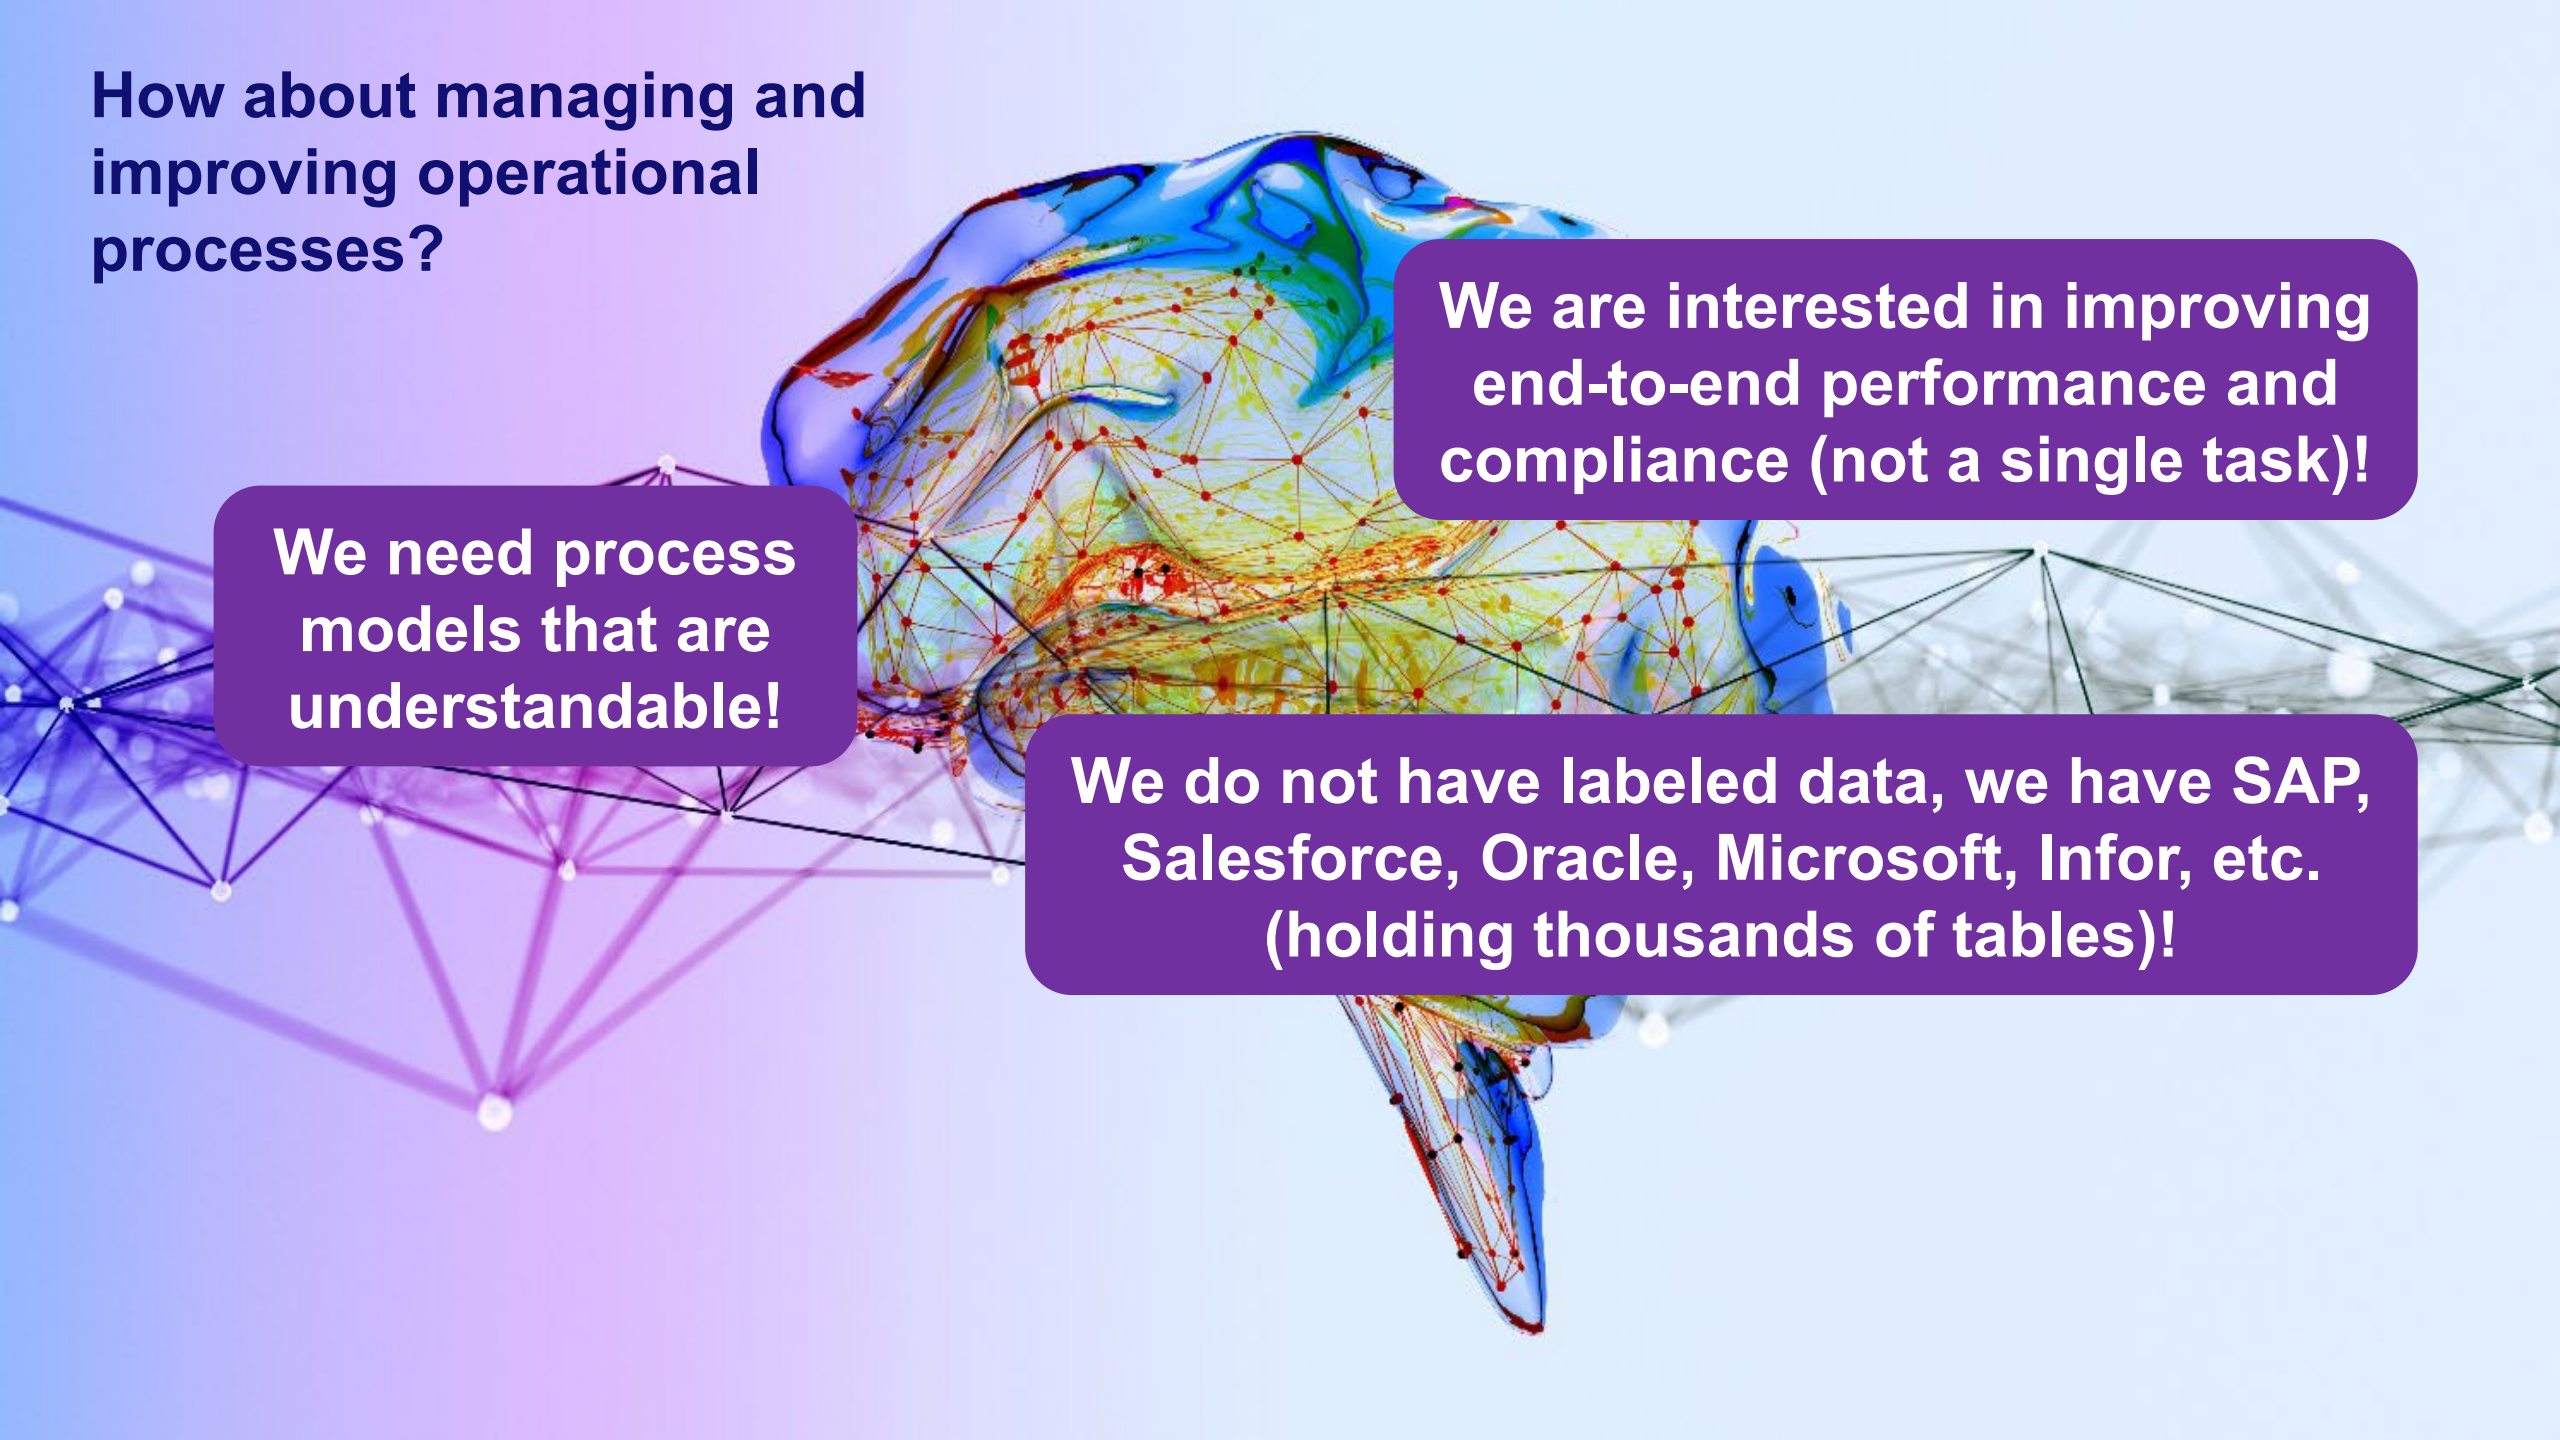 How about managing and
improving operational
processes?
We are interested in improving
end-to-end performance and
compliance (not a single task)!
We need process
models that are
understandable!
We do not have labeled data, we have SAP,
Salesforce, Oracle, Microsoft, Infor, etc.
(holding thousands of tables)!